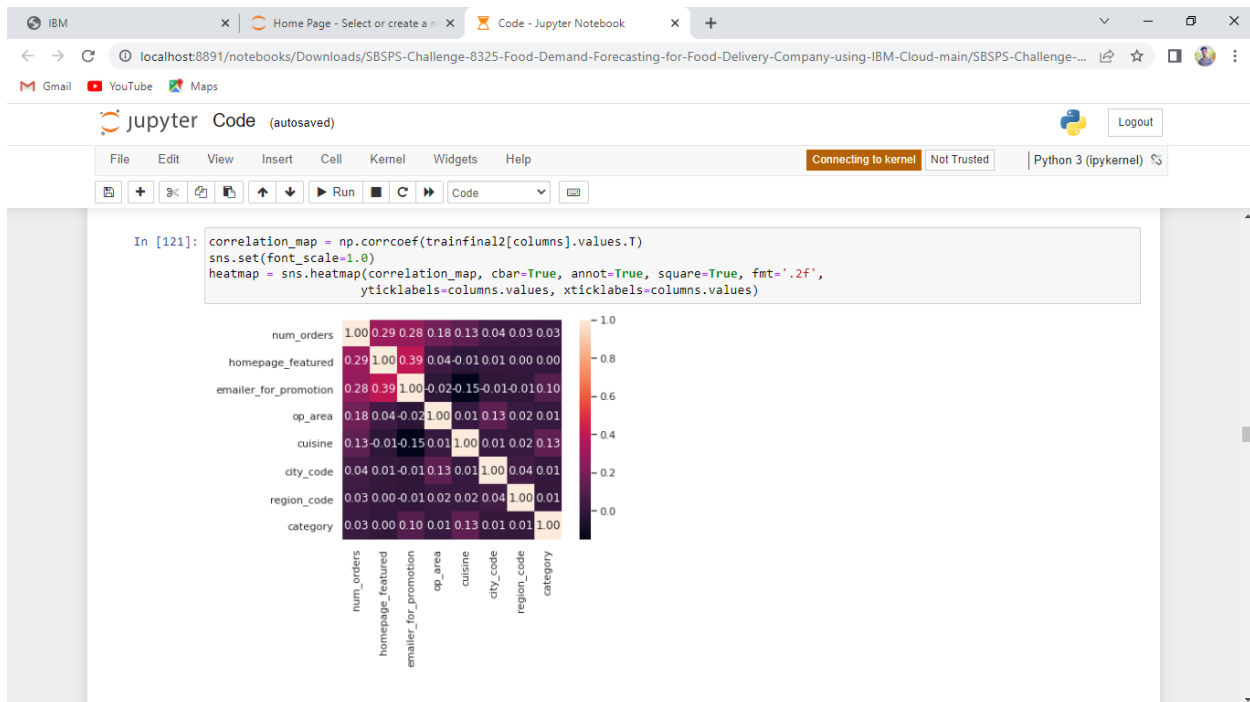 IBM
Home Page - Select or create a n
Code - Jupyter Notebook
localhost:8891/notebooks/Downloads/SBSPS-Challenge-8325-Food-Demand-Forecasting-for-Food-Delivery-Company-using-IBM-Cloud-main/SBSPS-Challenge-...
Gmail YouTube Maps
jupyter Code (autosaved)
Logout
File Edit View Insert Cell Kernel Widgets Help
Connecting to kernel Not Trusted Python 3 (ipykernel)
Run Code
In [121]: correlation_map = np.corrcoef(trainfinal2[columns].values.T)
sns.set(font_scale=1.0)
heatmap = sns.heatmap(correlation_map, cbar=True, annot=True, square=True, fmt='.2f',
yticklabels=columns.values, xticklabels=columns.values)
num_orders 1.00 0.29 0.28 0.18 0.13 0.04 0.03 0.03
homepage_featured 0.29 1.00 0.39 0.04 -0.01 0.01 0.00 0.00
emailer_for_promotion 0.28 0.39 1.00 -0.02 -0.15 -0.01 -0.01 0.10
op_area 0.18 0.04 -0.02 1.00 0.01 0.13 0.02 0.01
cuisine 0.13 -0.01 -0.15 0.01 1.00 0.01 0.02 0.13
city_code 0.04 0.01 -0.01 0.13 0.01 1.00 0.04 0.01
region_code 0.03 0.00 -0.01 0.02 0.02 0.04 1.00 0.01
category 0.03 0.00 0.10 0.01 0.13 0.01 0.01 1.00
num_orders
homepage_featured
emailer_for_promotion
op_area
cuisine
city_code
region_code
category
1.0
0.8
0.6
0.4
0.2
0.0